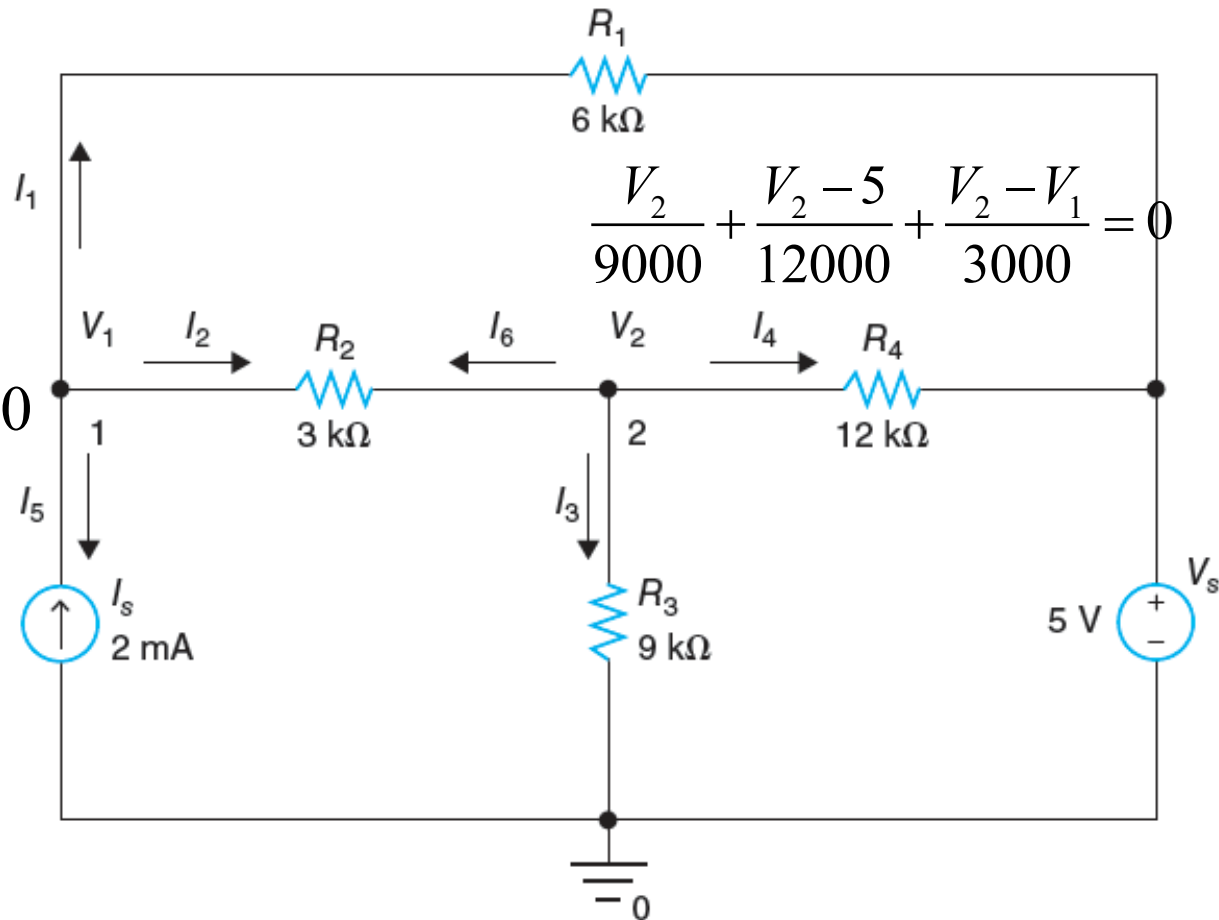 R₁
6 kΩ
I₁
V₂/9000 + (V₂ − 5)/12000 + (V₂ − V₁)/3000 = 0
V₁ I₂ R₂ I₆ V₂ I₄ R₄
0
1 3 kΩ 2 12 kΩ
I₅ I₃
Iₛ R₃ Vₛ
2 mA 9 kΩ 5 V + −
0